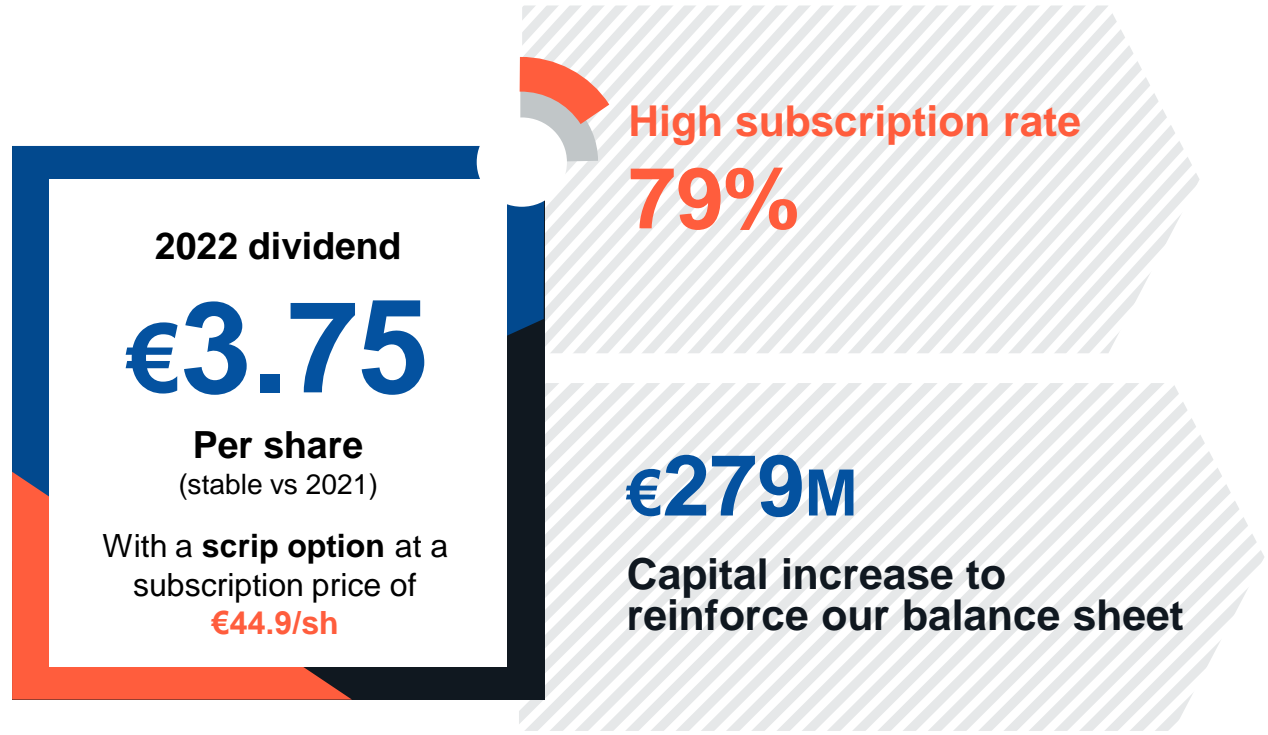 2022 dividend
€3.75
Per share
(stable vs 2021)
With a scrip option at a
subscription price of
€44.9/sh
High subscription rate
79%
€279M
Capital increase to
reinforce our balance sheet